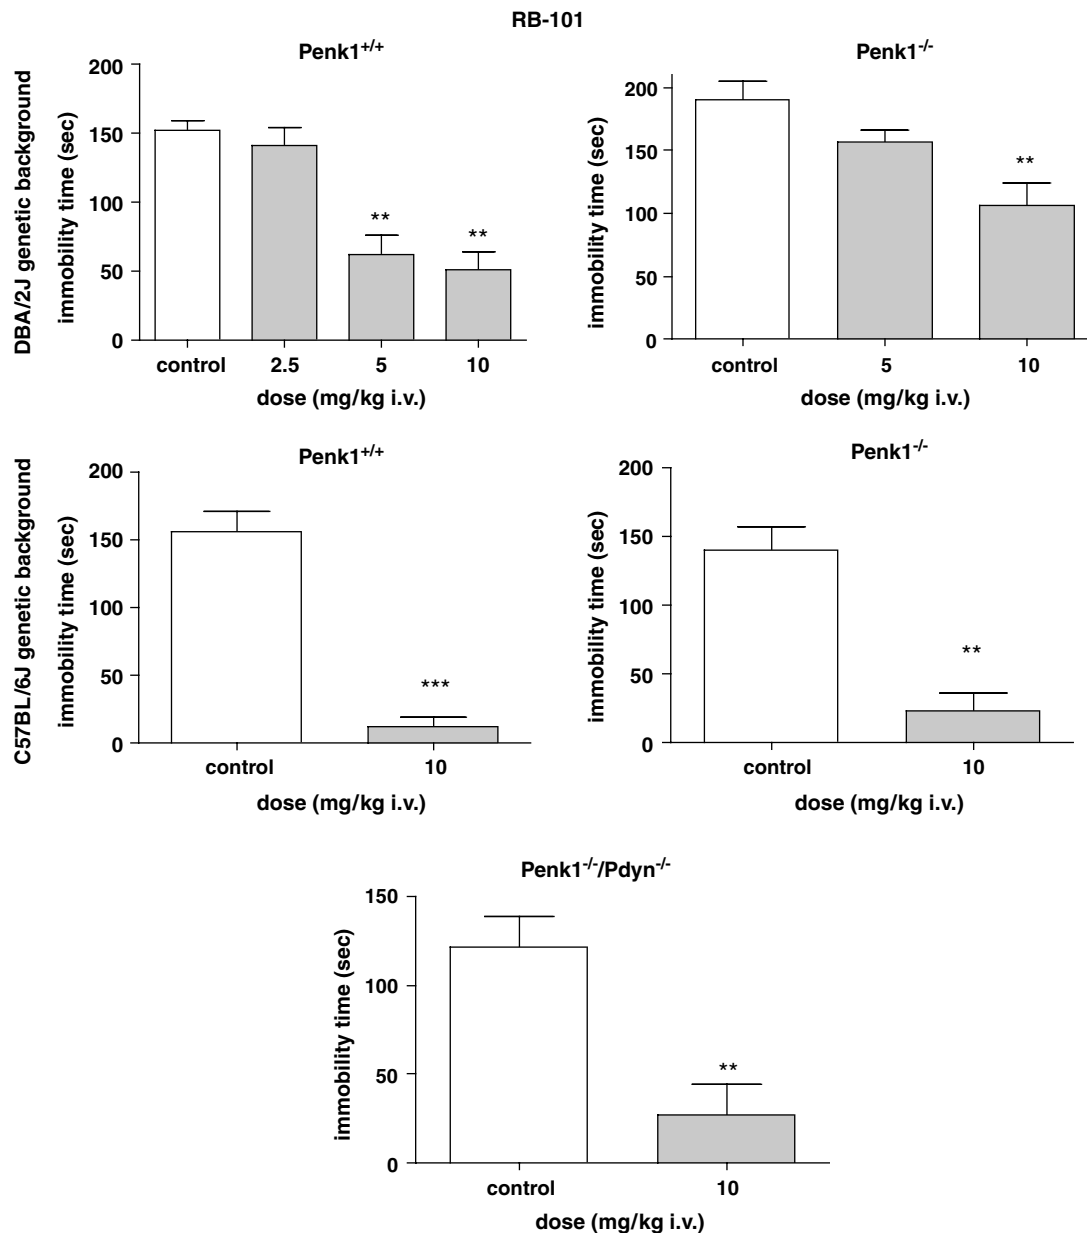 RB-101
DBA/2J genetic background
Penk1+/+
immobility time (sec)
200
150
100
50
0
**
**
control 2.5 5 10
dose (mg/kg i.v.)
Penk1-/-
immobility time (sec)
200
150
100
50
0
**
control 5 10
dose (mg/kg i.v.)
C57BL/6J genetic background
Penk1+/+
immobility time (sec)
200
150
100
50
0
***
control 10
dose (mg/kg i.v.)
Penk1-/-
immobility time (sec)
200
150
100
50
0
**
control 10
dose (mg/kg i.v.)
Penk1-/-/Pdyn-/-
immobility time (sec)
150
100
50
0
**
control 10
dose (mg/kg i.v.)